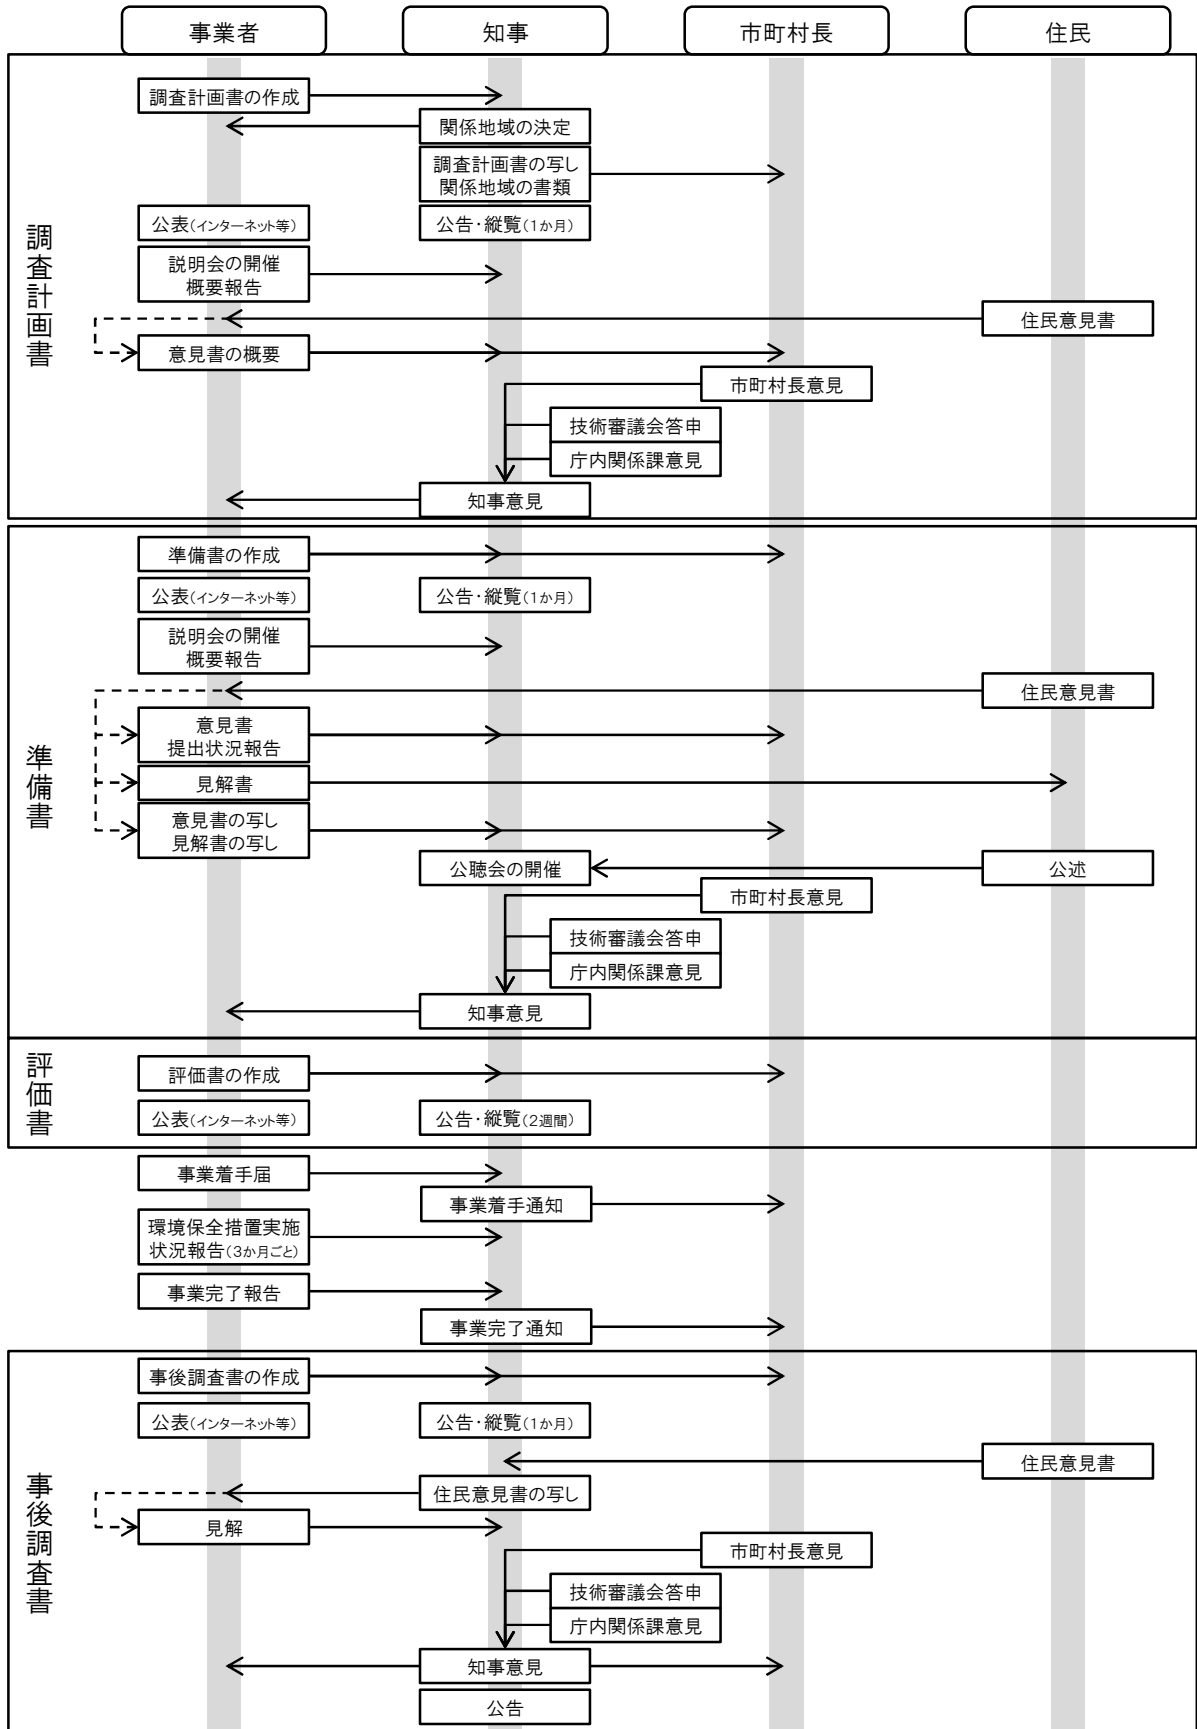 事業者
知事
市町村長
住民
調査計画書
調査計画書の作成
関係地域の決定
調査計画書の写し
関係地域の書類
公表(インターネット等)
公告・縦覧(1か月)
説明会の開催
概要報告
住民意見書
意見書の概要
市町村長意見
技術審議会答申
庁内関係課意見
知事意見
準備書
準備書の作成
公表(インターネット等)
公告・縦覧(1か月)
説明会の開催
概要報告
住民意見書
意見書
提出状況報告
見解書
意見書の写し
見解書の写し
公聴会の開催
公述
市町村長意見
技術審議会答申
庁内関係課意見
知事意見
評価書
評価書の作成
公表(インターネット等)
公告・縦覧(2週間)
事業着手届
事業着手通知
環境保全措置実施
状況報告(3か月ごと)
事業完了報告
事業完了通知
事後調査書
事後調査書の作成
公表(インターネット等)
公告・縦覧(1か月)
住民意見書
住民意見書の写し
見解
市町村長意見
技術審議会答申
庁内関係課意見
知事意見
公告